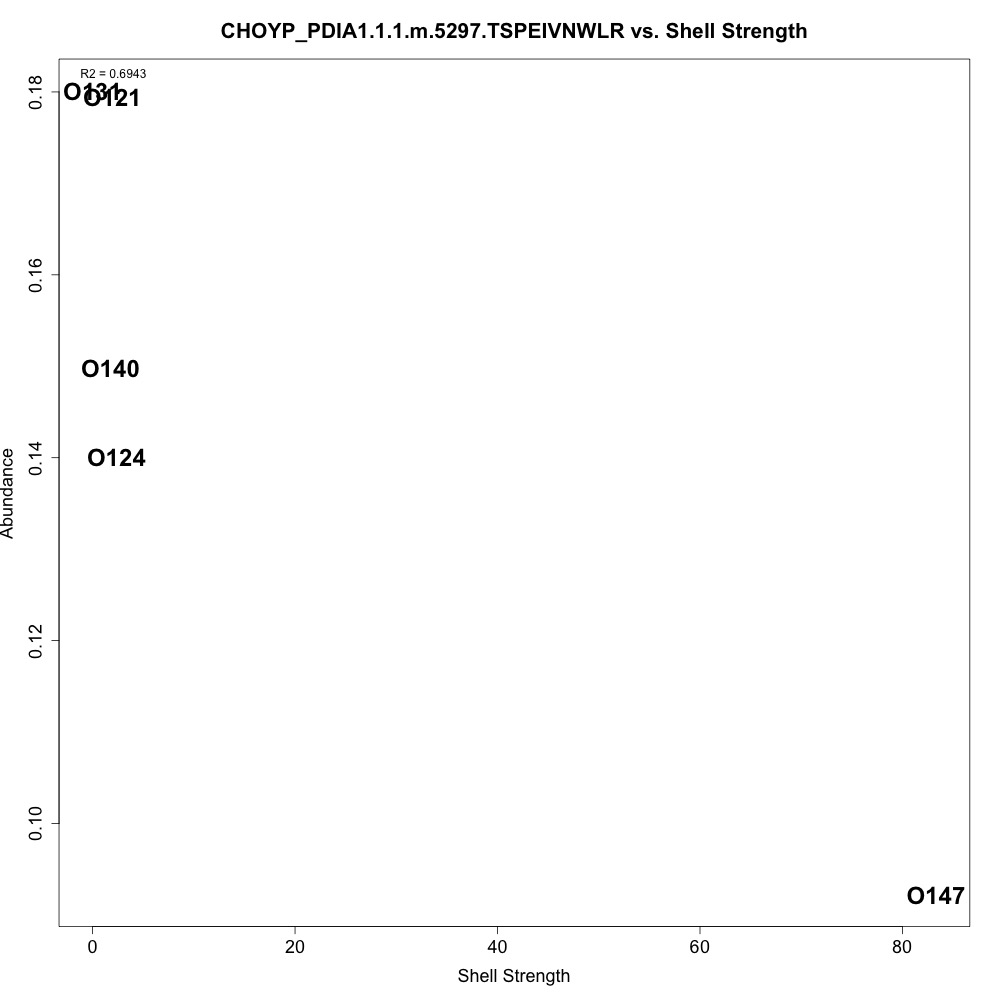 CHOYP_PDIA1.1.1.m.5297.TSPEIVNWLR vs. Shell Strength
R2 = 0.6943
O131
O121
0.18
0.16
O140
O124
0.14
Abundance
0.12
0.10
O147
0 20 40 60 80
Shell Strength